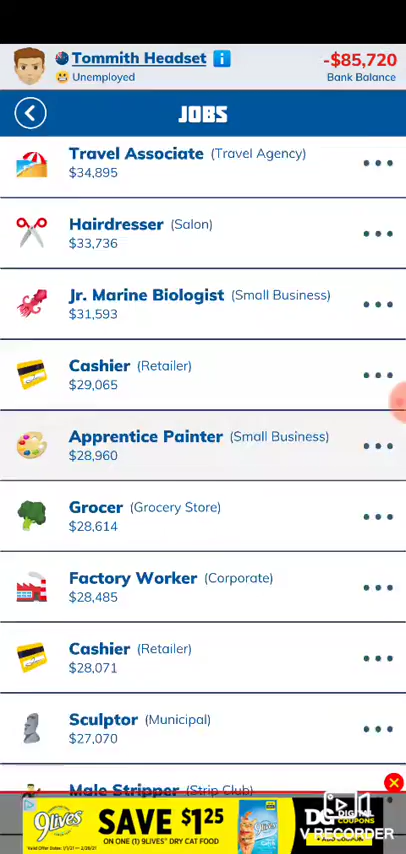 Tommith Headset i
Unemployed
-$85,720
Bank Balance
JOBS
Travel Associate (Travel Agency)
$34,895
Hairdresser (Salon)
$33,736
Jr. Marine Biologist (Small Business)
$31,593
Cashier (Retailer)
$29,065
Apprentice Painter (Small Business)
$28,960
Grocer (Grocery Store)
$28,614
Factory Worker (Corporate)
$28,485
Cashier (Retailer)
$28,071
Sculptor (Municipal)
$27,070
Male Stripper (Strip Club)
9Lives
SAVE $1.25
ON ONE (1) 9LIVES® DRY CAT FOOD
9Lives
DG DIGITAL
COUPONS
V RECORDER
COUPON